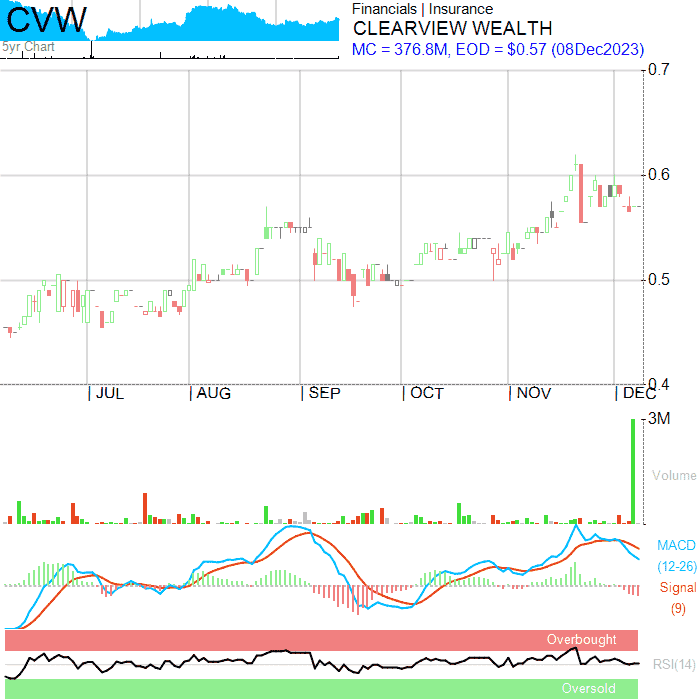 CVW
5yr Chart
Financials | Insurance
CLEARVIEW WEALTH
MC = 376.8M, EOD = $0.57 (08Dec2023)
0.7
0.6
0.5
0.4
JUL AUG SEP OCT NOV DEC
3M
Volume
MACD
(12-26)
Signal
(9)
Overbought
RSI(14)
Oversold